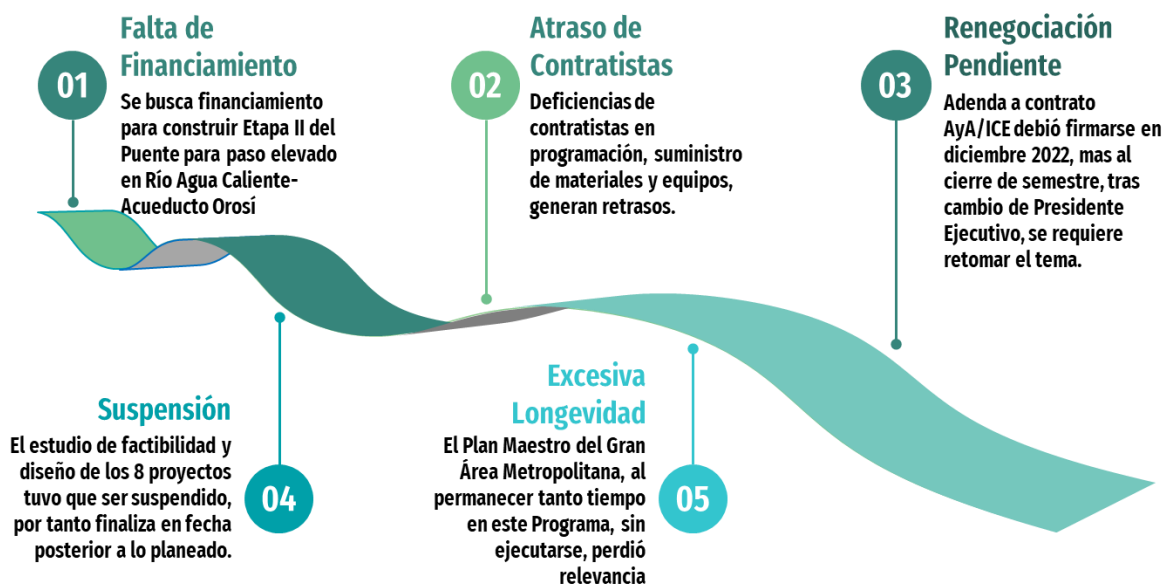 01
Falta de
Financiamiento
Se busca financiamiento
para construir Etapa II del
Puente para paso elevado
en Río Agua Caliente-
Acueducto Orosí
02
Atraso de
Contratistas
Deficiencias de
contratistas en
programación, suministro
de materiales y equipos,
generan retrasos.
03
Renegociación
Pendiente
Adenda a contrato
AyA/ICE debió firmarse en
diciembre 2022, mas al
cierre de semestre, tras
cambio de Presidente
Ejecutivo, se requiere
retomar el tema.
Suspensión
El estudio de factibilidad y
diseño de los 8 proyectos
tuvo que ser suspendido,
por tanto finaliza en fecha
posterior a lo planeado.
04
Excesiva
Longevidad
El Plan Maestro del Gran
Área Metropolitana, al
permanecer tanto tiempo
en este Programa, sin
ejecutarse, perdió
relevancia
05